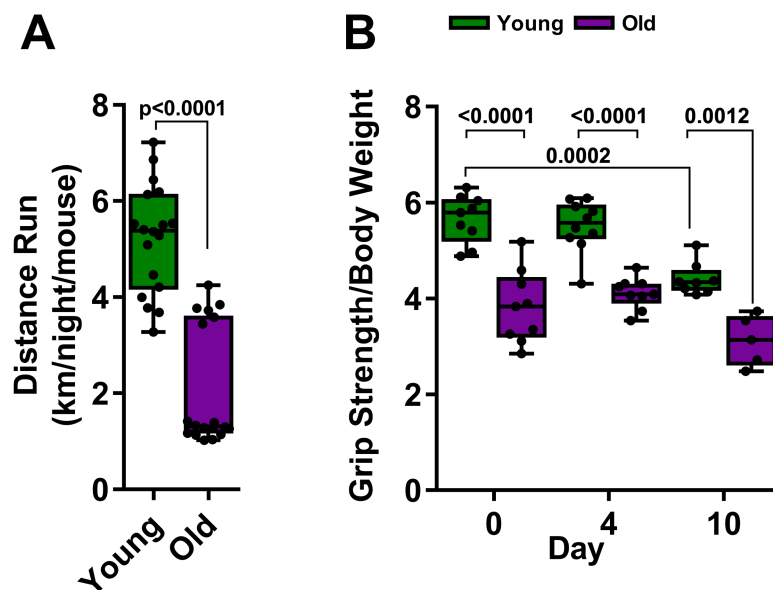 A
B
Young Old
Distance Run
(km/night/mouse)
8
6
4
2
0
p<0.0001
Young
Old
Grip Strength/Body Weight
8
6
4
2
0
<0.0001
<0.0001
0.0012
0.0002
0
4
10
Day